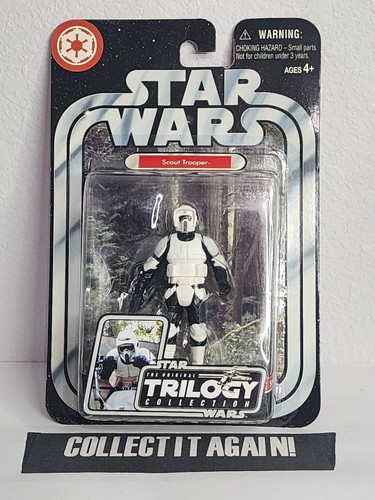 WARNING:
CHOKING HAZARD – Small parts.
Not for children under 3 years.
AGES 4+
STAR
WARS
Scout Trooper
STAR
THE ORIGINAL
TRILOGY
COLLECTION
WARS
COLLECT IT AGAIN!